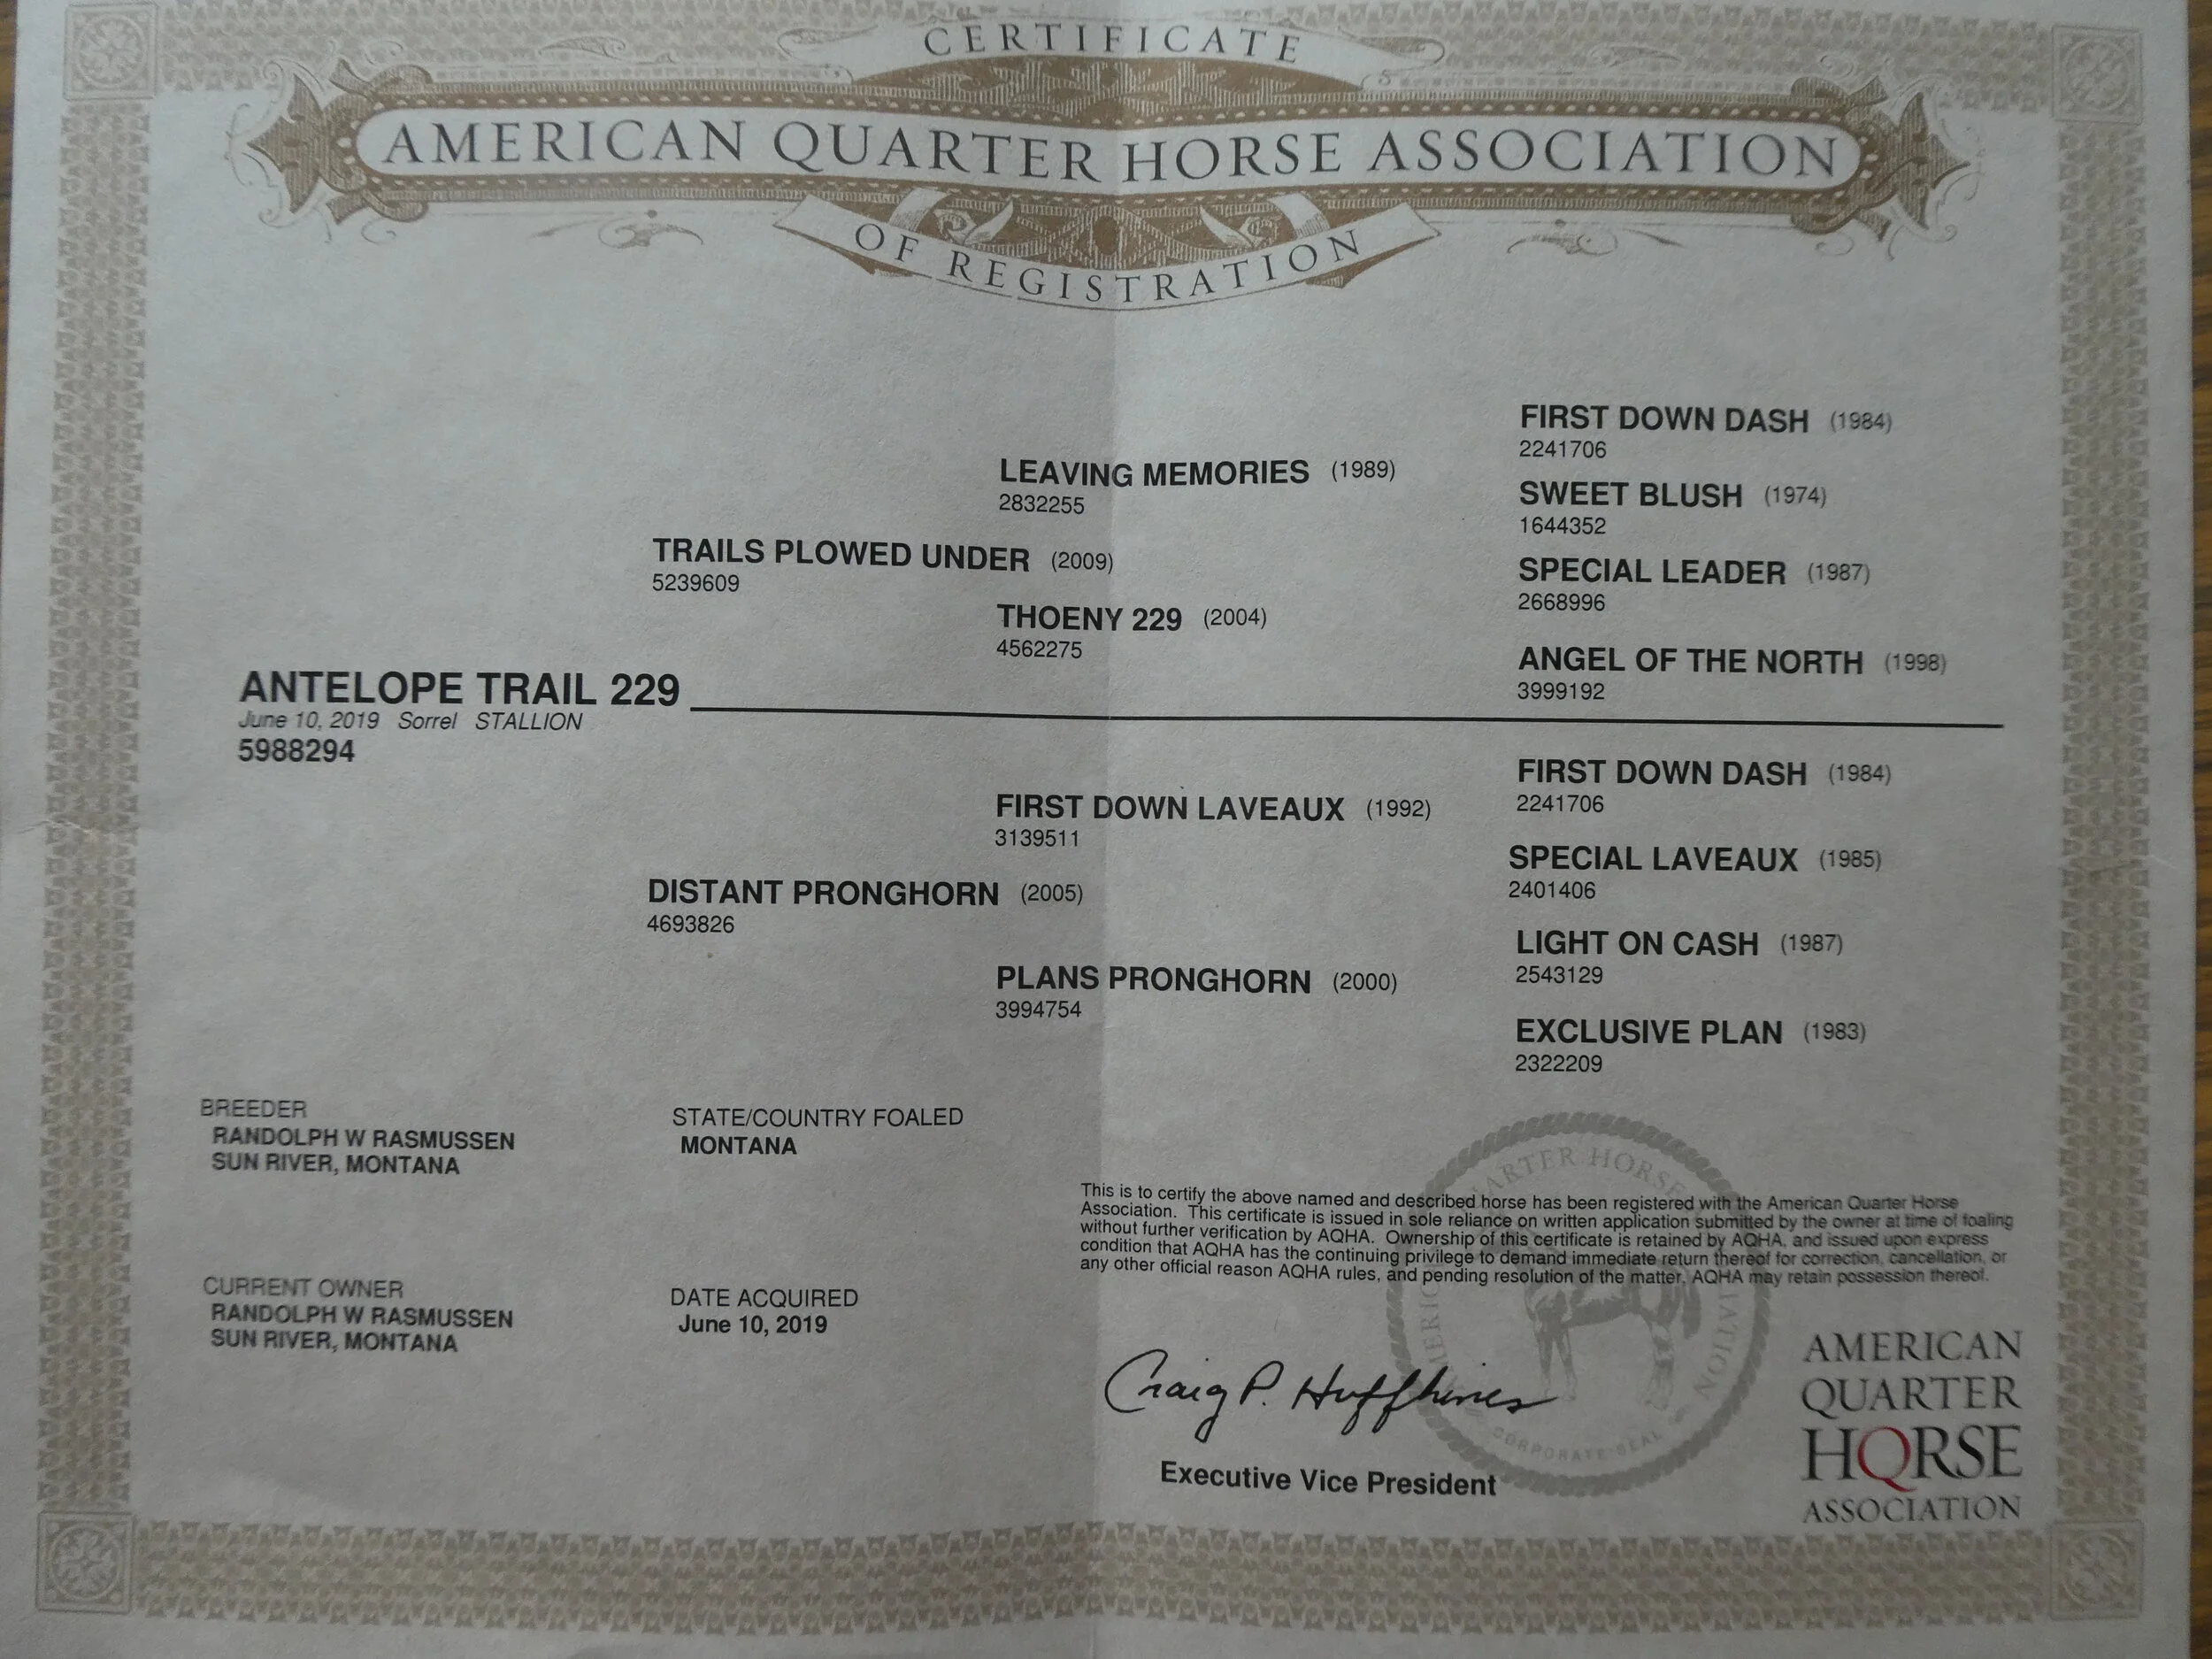 CERTIFICATE
AMERICAN QUARTER HORSE ASSOCIATION
OF REGISTRATION
FIRST DOWN DASH (1984)
2241706
LEAVING MEMORIES (1989)
2832255
SWEET BLUSH (1974)
1644352
TRAILS PLOWED UNDER (2009)
5239609
SPECIAL LEADER (1987)
2668996
THOENY 229 (2004)
4562275
ANGEL OF THE NORTH (1998)
3999192
ANTELOPE TRAIL 229
June 10, 2019 Sorrel STALLION
5988294
FIRST DOWN DASH (1984)
2241706
FIRST DOWN LAVEAUX (1992)
3139511
SPECIAL LAVEAUX (1985)
2401406
DISTANT PRONGHORN (2005)
4693826
LIGHT ON CASH (1987)
2543129
PLANS PRONGHORN (2000)
3994754
EXCLUSIVE PLAN (1983)
2322209
BREEDER
RANDOLPH W RASMUSSEN
SUN RIVER, MONTANA
STATE/COUNTRY FOALED
MONTANA
This is to certify the above named and described horse has been registered with the American Quarter Horse
Association. This certificate is issued in sole reliance on written application submitted by the owner at time of foaling
without further verification by AQHA. Ownership of this certificate is retained by AQHA, and issued upon express
condition that AQHA has the continuing privilege to demand immediate return thereof for correction, cancellation, or
any other official reason AQHA rules, and pending resolution of the matter, AQHA may retain possession thereof.
CURRENT OWNER
RANDOLPH W RASMUSSEN
SUN RIVER, MONTANA
DATE ACQUIRED
June 10, 2019
Craig P. Huffhines
Executive Vice President
CORPORATE SEAL
AMERICAN
QUARTER
HORSE
ASSOCIATION